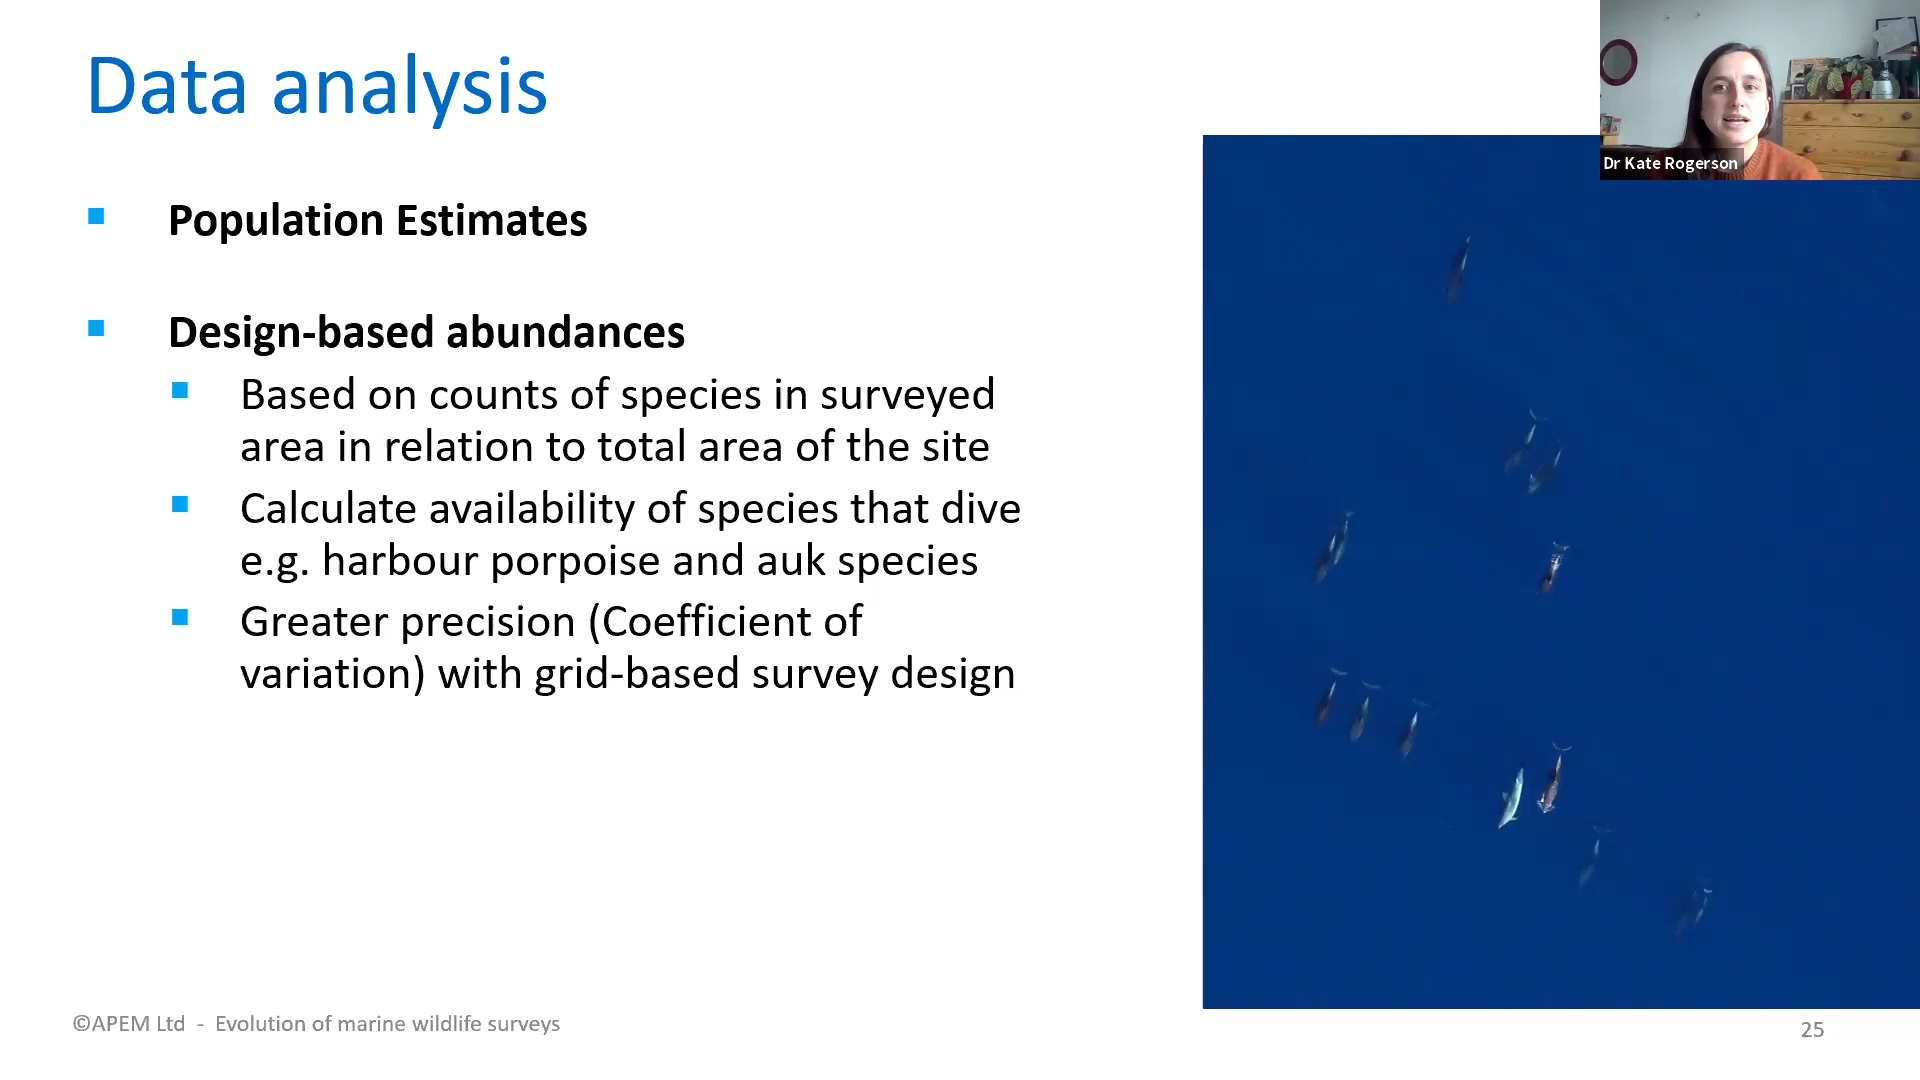 Data analysis
Dr Kate Rogerson
Population Estimates
Design-based abundances
Based on counts of species in surveyed
area in relation to total area of the site
Calculate availability of species that dive
e.g. harbour porpoise and auk species
Greater precision (Coefficient of
variation) with grid-based survey design
©APEM Ltd - Evolution of marine wildlife surveys
25